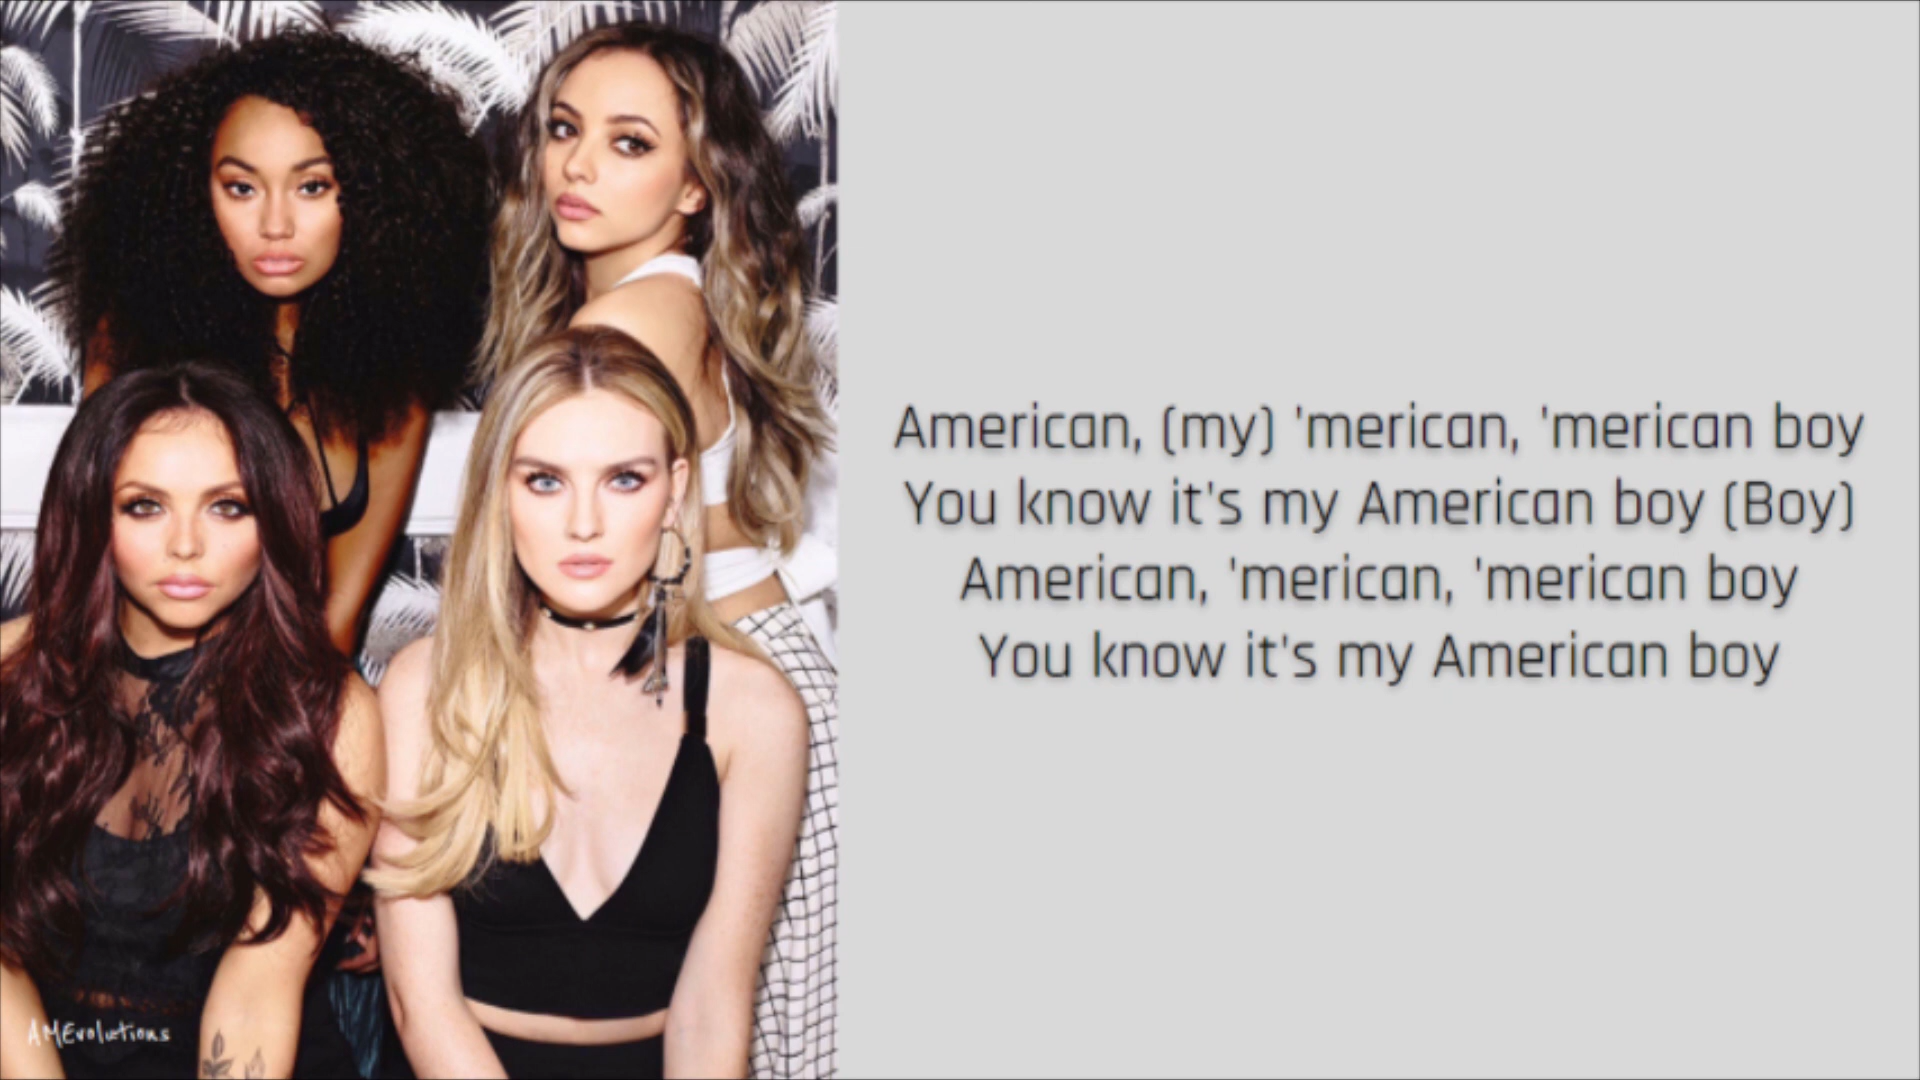 American, (my) 'merican, 'merican boy
You know it's my American boy (Boy)
American, 'merican, 'merican boy
You know it's my American boy
AMEvolutions